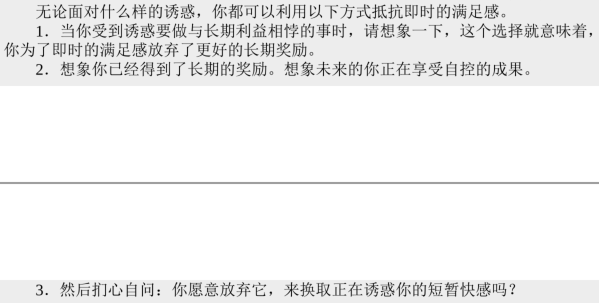 无论面对什么样的诱惑，你都可以利用以下方式抵抗即时的满足感。
1．当你受到诱惑要做与长期利益相悖的事时，请想象一下，这个选择就意味着，
你为了即时的满足感放弃了更好的长期奖励。
2．想象你已经得到了长期的奖励。想象未来的你正在享受自控的成果。
3．然后扪心自问：你愿意放弃它，来换取正在诱惑你的短暂快感吗？